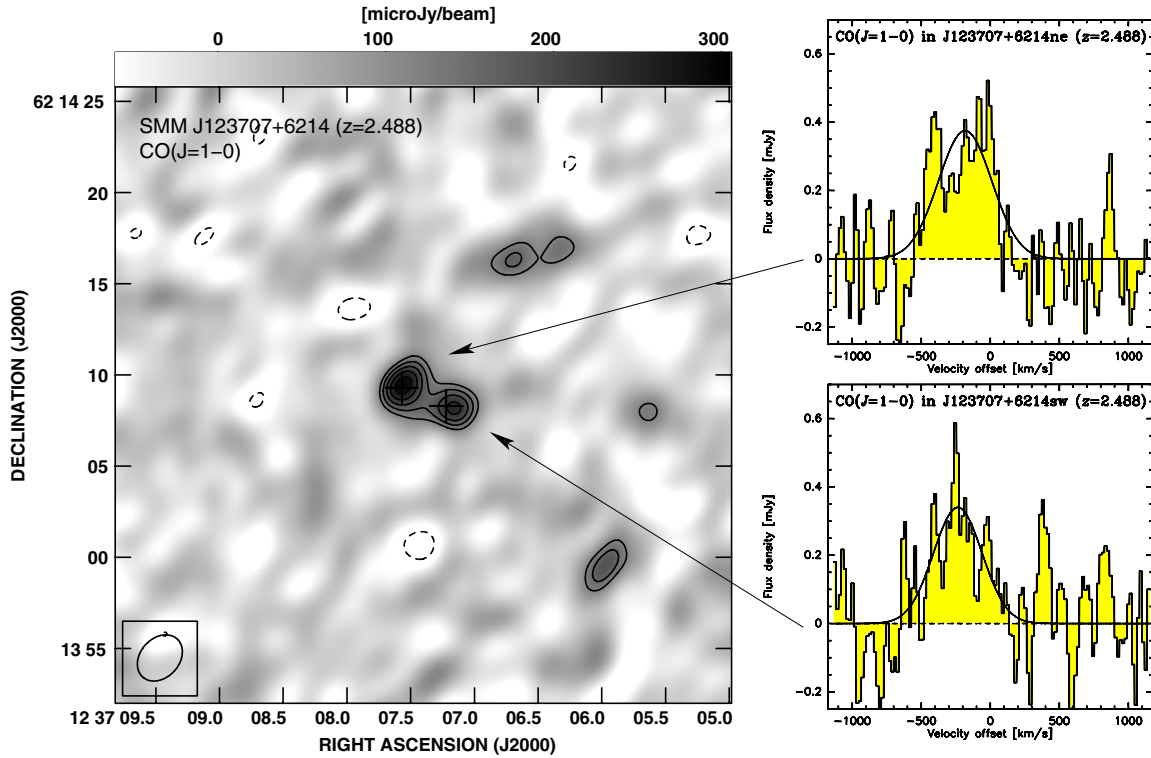 [microJy/beam]
0 100 200 300
SMM J123707+6214 (z=2.488)
CO(J=1−0)
DECLINATION (J2000)
62 14 25
20
15
10
05
00
13 55
12 37 09.5 09.0 08.5 08.0 07.5 07.0 06.5 06.0 05.5 05.0
RIGHT ASCENSION (J2000)
CO(J=1−0) in J123707+6214ne (z=2.488)
Flux density [mJy]
0.6
0.4
0.2
0
−0.2
−1000 −500 0 500 1000
Velocity offset [km/s]
CO(J=1−0) in J123707+6214sw (z=2.488)
Flux density [mJy]
0.6
0.4
0.2
0
−0.2
−1000 −500 0 500 1000
Velocity offset [km/s]